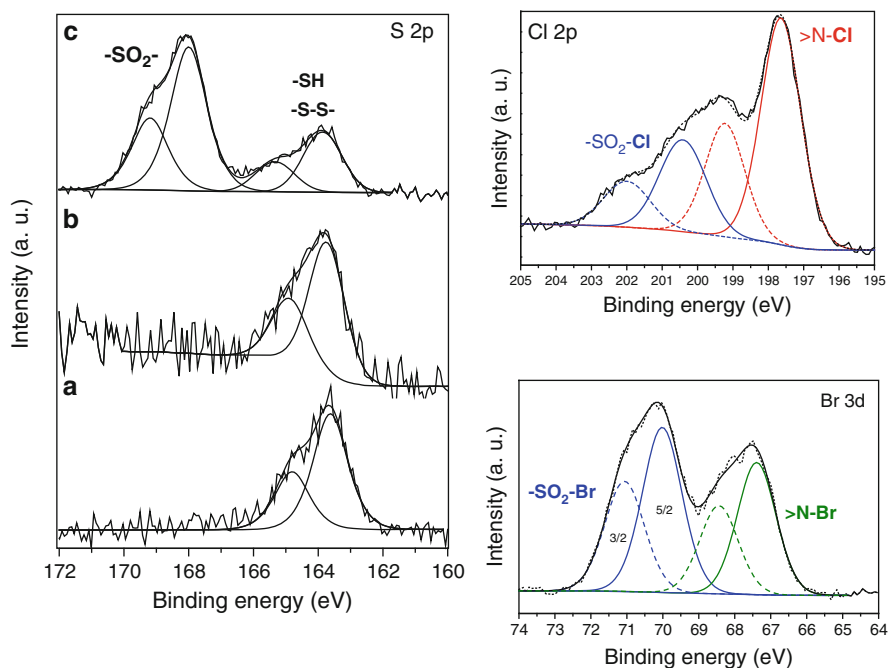 c
S 2p
-SO₂-
-SH
-S-S-
b
a
Intensity (a. u.)
172 170 168 166 164 162 160
Binding energy (eV)
Cl 2p
>N-Cl
-SO₂-Cl
Intensity (a. u.)
205 204 203 202 201 200 199 198 197 196 195
Binding energy (eV)
Br 3d
-SO₂-Br
5/2
3/2
>N-Br
Intensity (a. u.)
74 73 72 71 70 69 68 67 66 65 64
Binding energy (eV)